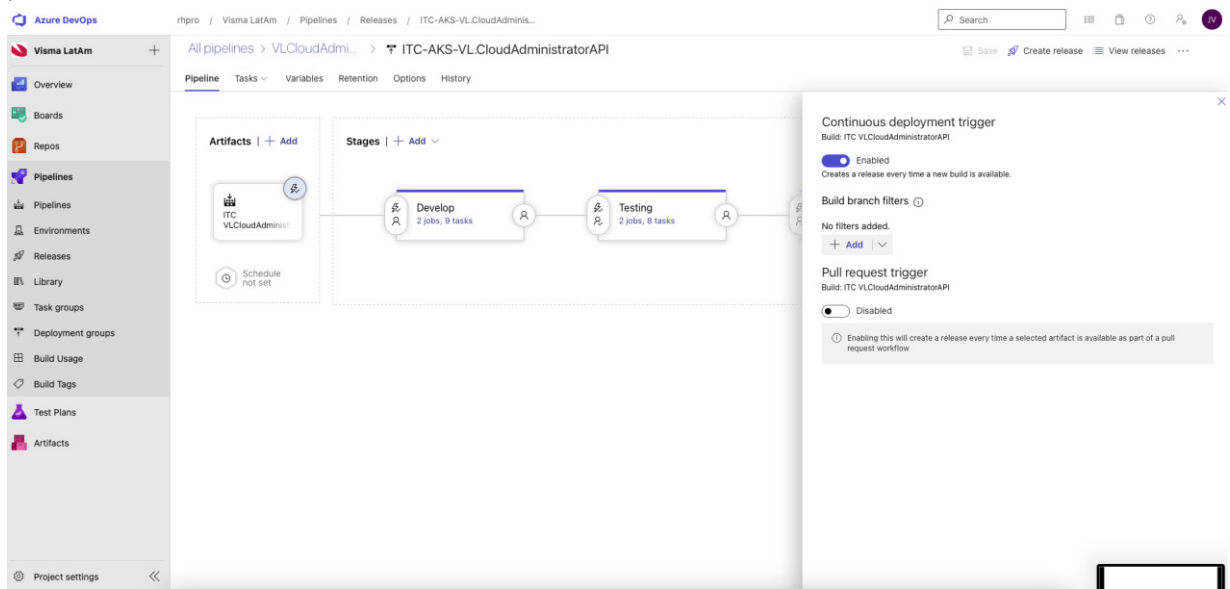 Azure DevOps
rhpro / Visma LatAm / Pipelines / Releases / ITC-AKS-VL.CloudAdminis...
Search
JV
Visma LatAm
All pipelines > VLCloudAdmi... > ITC-AKS-VL.CloudAdministratorAPI
Save
Create release
View releases
Pipeline Tasks Variables Retention Options History
Overview
Boards
Repos
Pipelines
Pipelines
Environments
Releases
Library
Task groups
Deployment groups
Build Usage
Build Tags
Test Plans
Artifacts
Project settings
Artifacts | + Add
Stages | + Add
ITC
VLCloudAdminist
Schedule
not set
Develop
2 jobs, 9 tasks
Testing
2 jobs, 8 tasks
Continuous deployment trigger
Build: ITC VLCloudAdministratorAPI
Enabled
Creates a release every time a new build is available.
Build branch filters
No filters added.
+ Add
Pull request trigger
Build: ITC VLCloudAdministratorAPI
Disabled
Enabling this will create a release every time a selected artifact is available as part of a pull
request workflow